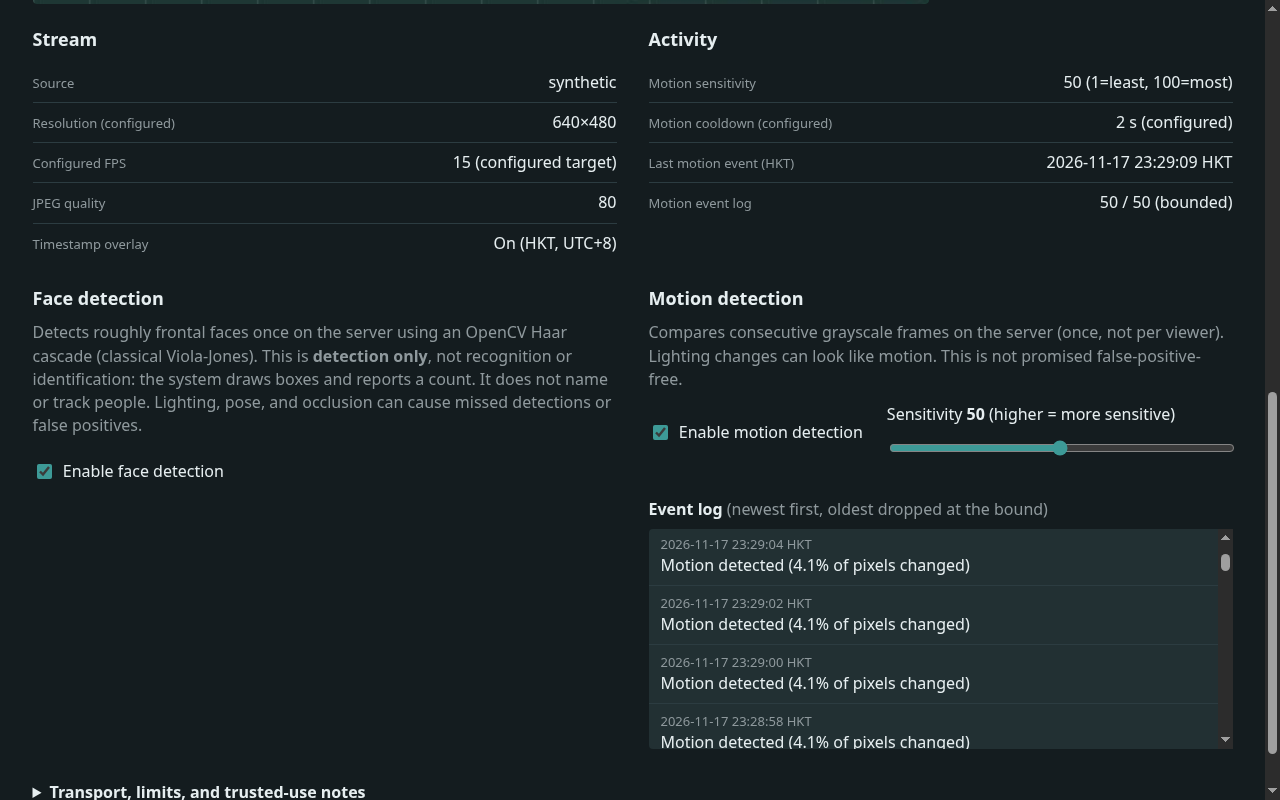 Stream
Source synthetic
Resolution (configured) 640×480
Configured FPS 15 (configured target)
JPEG quality 80
Timestamp overlay On (HKT, UTC+8)
Activity
Motion sensitivity 50 (1=least, 100=most)
Motion cooldown (configured) 2 s (configured)
Last motion event (HKT) 2026-11-17 23:29:09 HKT
Motion event log 50 / 50 (bounded)
Face detection
Detects roughly frontal faces once on the server using an OpenCV Haar
cascade (classical Viola-Jones). This is detection only, not recognition or
identification: the system draws boxes and reports a count. It does not name
or track people. Lighting, pose, and occlusion can cause missed detections or
false positives.
Enable face detection
Motion detection
Compares consecutive grayscale frames on the server (once, not per viewer).
Lighting changes can look like motion. This is not promised false-positive-
free.
Enable motion detection
Sensitivity 50 (higher = more sensitive)
Event log (newest first, oldest dropped at the bound)
2026-11-17 23:29:04 HKT
Motion detected (4.1% of pixels changed)
2026-11-17 23:29:02 HKT
Motion detected (4.1% of pixels changed)
2026-11-17 23:29:00 HKT
Motion detected (4.1% of pixels changed)
2026-11-17 23:28:58 HKT
Motion detected (4.1% of pixels changed)
Transport, limits, and trusted-use notes